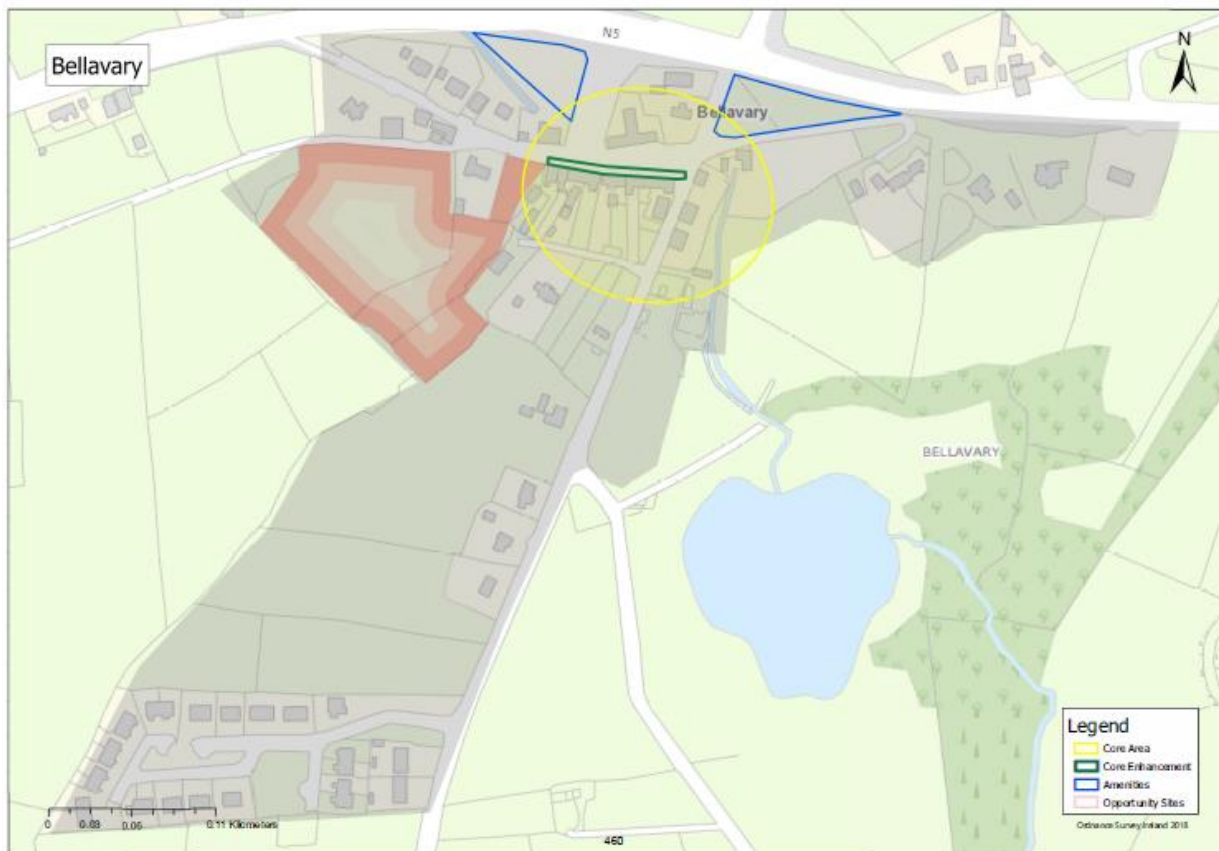 N5
Bellavary
N
Bellavary
BELLAVARY
Legend
Core Area
Core Enhancement
Amenities
Opportunity Sites
0 0.03 0.05 0.11 Kilometers
Ordnance Survey Ireland 2018
460